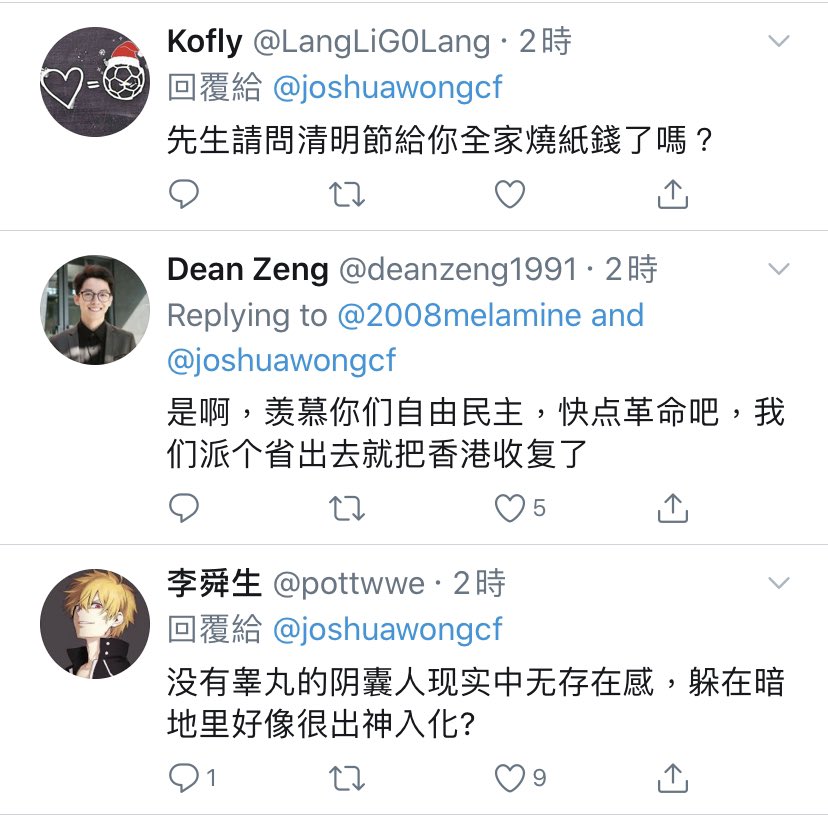 Kofly @LangLiG0Lang · 2時
回覆給 @joshuawongcf
先生請問清明節給你全家燒紙錢了嗎？
Dean Zeng @deanzeng1991 · 2時
Replying to @2008melamine and
@joshuawongcf
是啊，羡慕你们自由民主，快点革命吧，我
们派个省出去就把香港收复了
5
李舜生 @pottwwe · 2時
回覆給 @joshuawongcf
没有睾丸的阴囊人现实中无存在感，躲在暗
地里好像很出神入化?
1 9